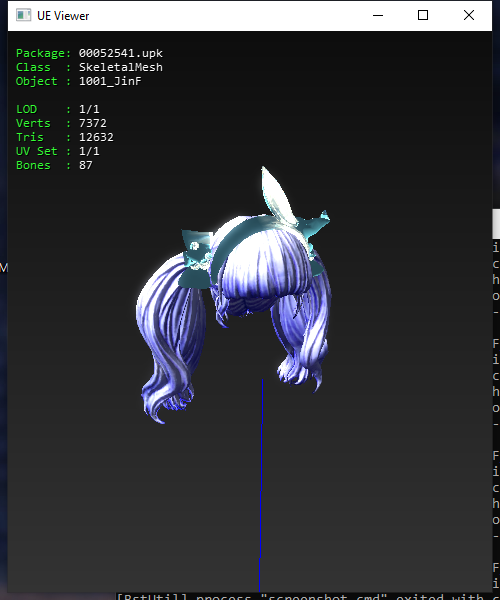 UE Viewer
Package: 00052541.upk
Class : SkeletalMesh
Object : 1001_JinF
LOD : 1/1
Verts : 7372
Tris : 12632
UV Set : 1/1
Bones : 87
M
i
c
h
o
-
F
i
c
h
o
-
F
i
c
h
o
-
F
i
[BstUtil] process "screenshot.cmd" exited with c